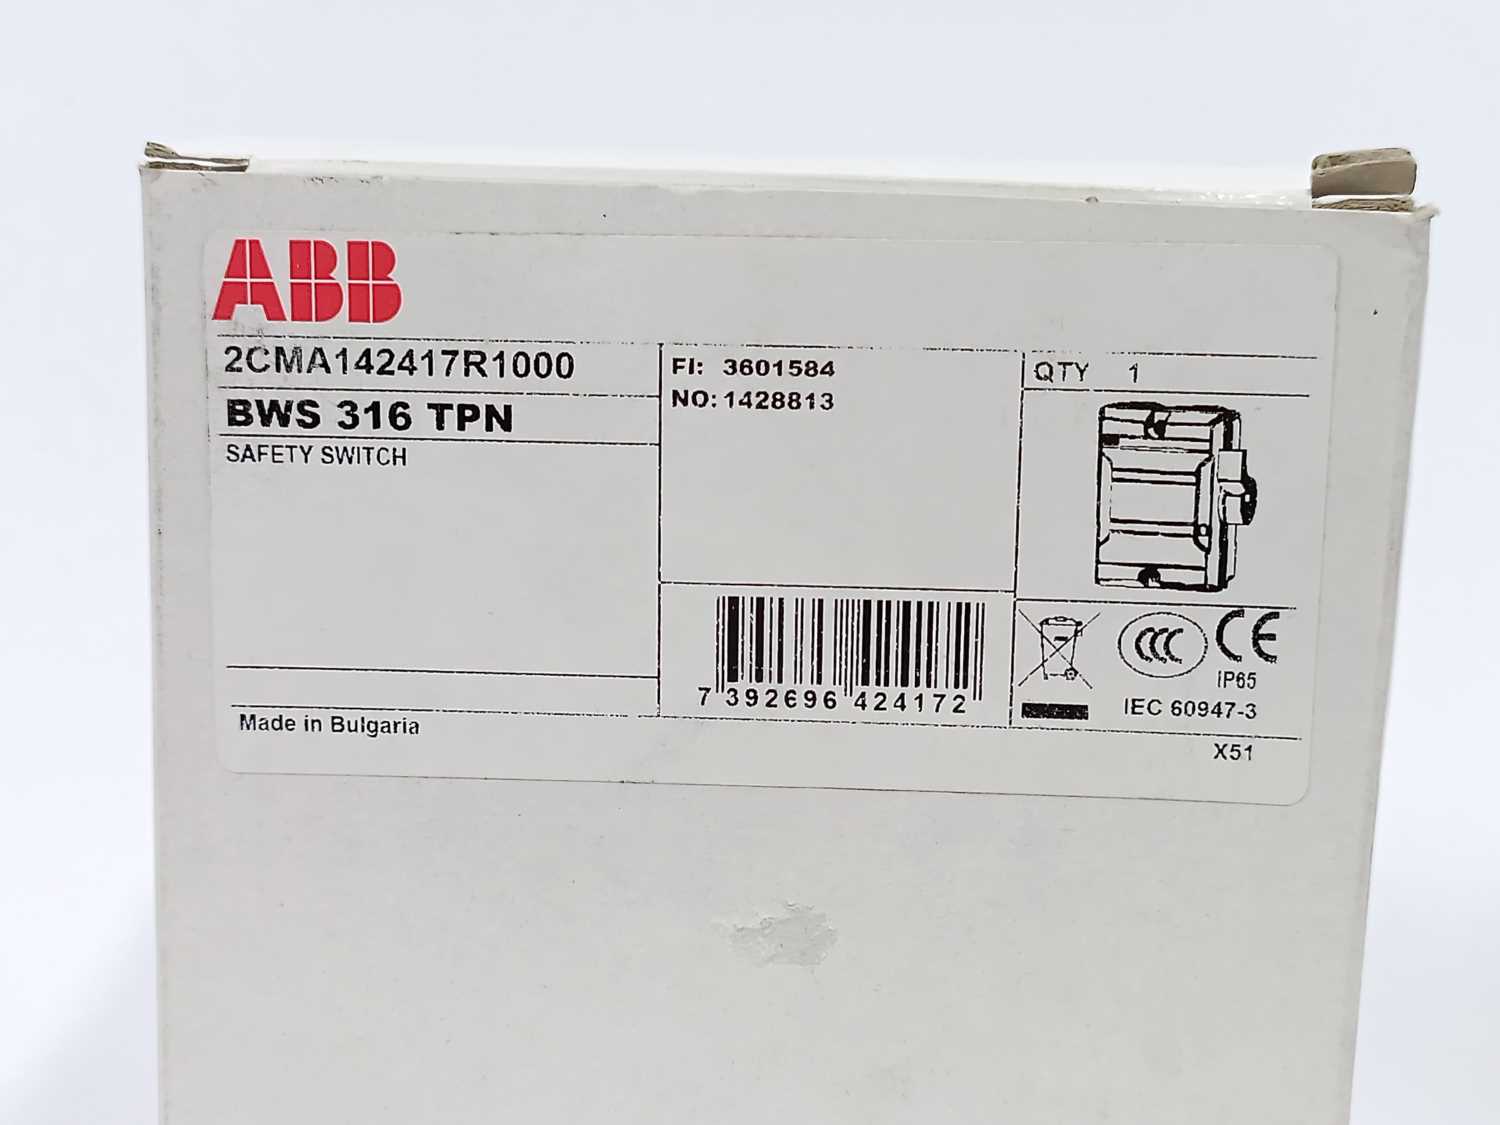 ABB
2CMA142417R1000
BWS 316 TPN
SAFETY SWITCH
FI: 3601584
NO: 1428813
QTY 1
7 392696 424172
CCC CE
IP65
IEC 60947-3
Made in Bulgaria
X51